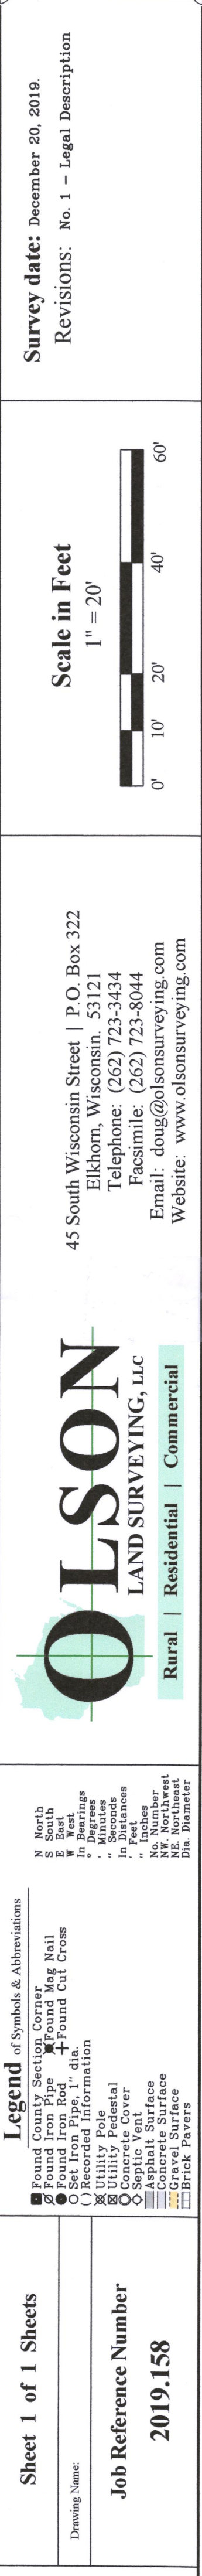 Sheet 1 of 1 Sheets
Drawing Name:
Job Reference Number
2019.158
Legend of Symbols & Abbreviations
Found County Section Corner
Found Iron Pipe Found Mag Nail
Found Iron Rod Found Cut Cross
Set Iron Pipe, 1" dia.
( ) Recorded Information
Utility Pole
Utility Pedestal
Concrete Cover
Septic Vent
Asphalt Surface
Concrete Surface
Gravel Surface
Brick Pavers
N North
S South
E East
W West
In Bearings
° Degrees
' Minutes
" Seconds
In Distances
' Feet
" Inches
No. Number
NW. Northwest
NE. Northeast
Dia. Diameter
OLSON
LAND SURVEYING, LLC
Rural | Residential | Commercial
45 South Wisconsin Street | P.O. Box 322
Elkhorn, Wisconsin. 53121
Telephone: (262) 723-3434
Facsimile: (262) 723-8044
Email: doug@olsonsurveying.com
Website: www.olsonsurveying.com
Scale in Feet
1" = 20'
0' 10' 20' 40' 60'
Survey date: December 20, 2019.
Revisions: No. 1 - Legal Description